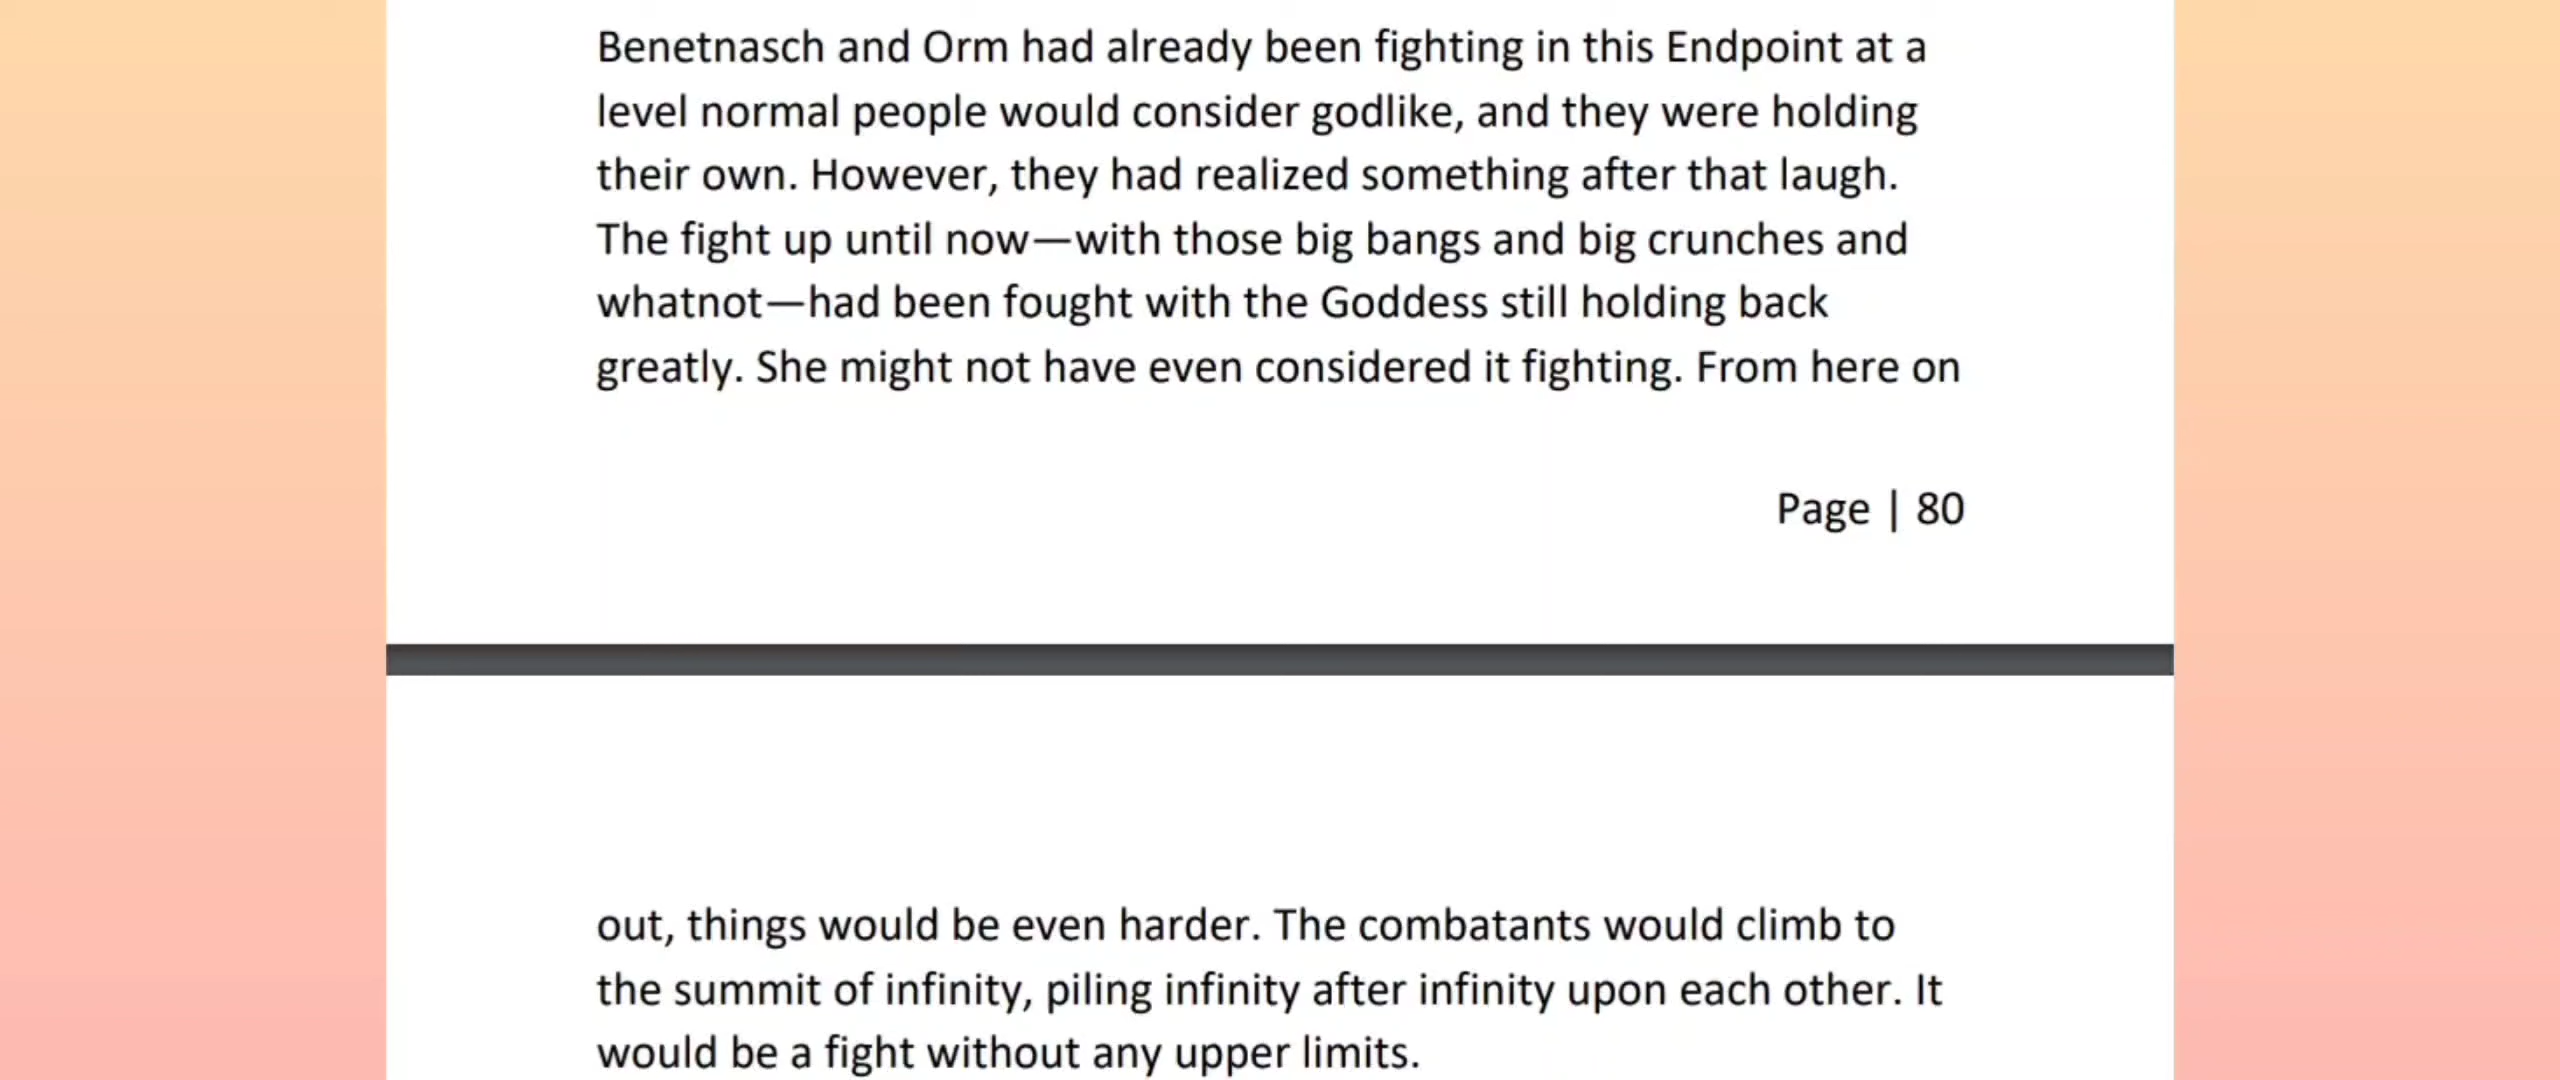 Benetnasch and Orm had already been fighting in this Endpoint at a
level normal people would consider godlike, and they were holding
their own. However, they had realized something after that laugh.
The fight up until now—with those big bangs and big crunches and
whatnot—had been fought with the Goddess still holding back
greatly. She might not have even considered it fighting. From here on
Page | 80
out, things would be even harder. The combatants would climb to
the summit of infinity, piling infinity after infinity upon each other. It
would be a fight without any upper limits.